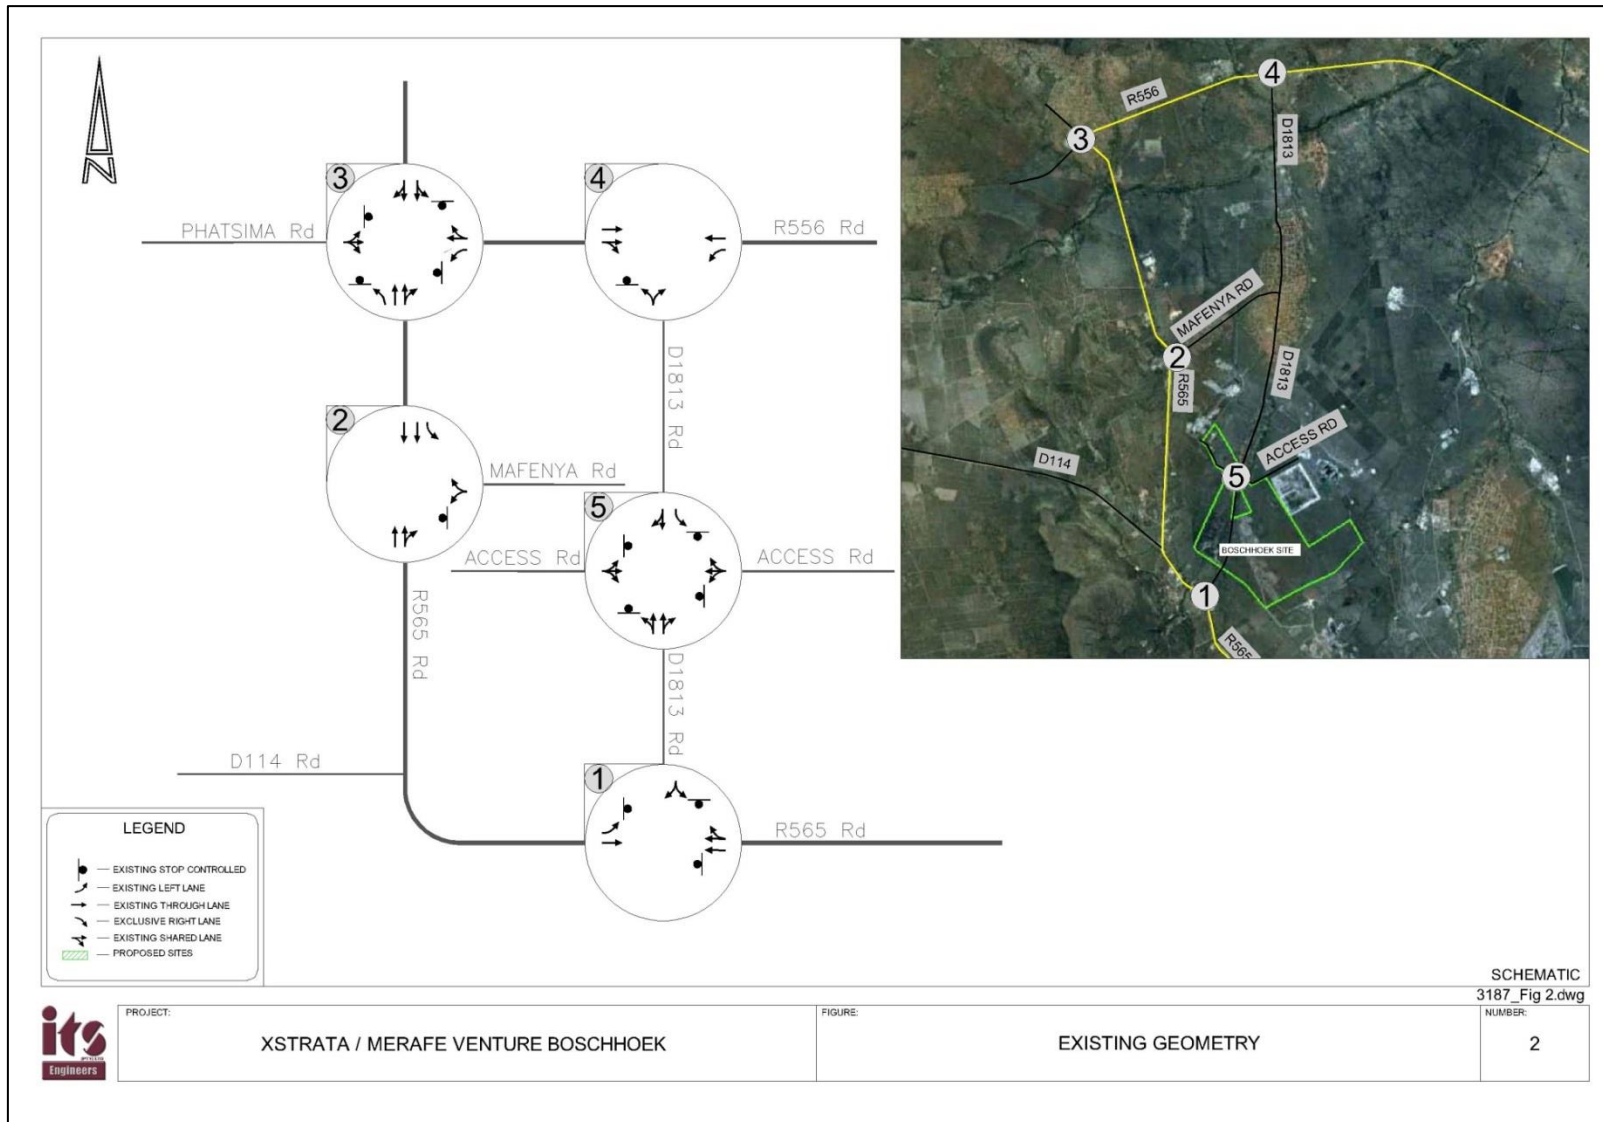 N
3
PHATSIMA Rd
4
R556 Rd
D1813 Rd
2
MAFENYA Rd
5
ACCESS Rd
ACCESS Rd
R565 Rd
D1813 Rd
D114 Rd
1
R565 Rd
4
R556
3
D1813
MAFENYA RD
2
R565
D1813
ACCESS RD
D114
5
BOSCHHOEK SITE
1
R565
LEGEND
EXISTING STOP CONTROLLED
EXISTING LEFT LANE
EXISTING THROUGH LANE
EXCLUSIVE RIGHT LANE
EXISTING SHARED LANE
PROPOSED SITES
SCHEMATIC
3187_Fig 2.dwg
its
Engineers
PROJECT:
XSTRATA / MERAFE VENTURE BOSCHHOEK
FIGURE:
EXISTING GEOMETRY
NUMBER:
2